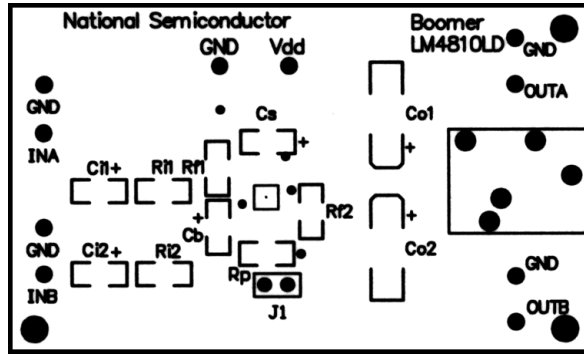 National Semiconductor
Boomer
LM4810LD
GND
Vdd
GND
GND
OUTA
INA
Cs
Co1
Ci1+
Ri1
Rf1
+
+
GND
+
Cb
Rf2
+
Co2
Ci2+
Ri2
Rp
GND
INB
J1
OUTB